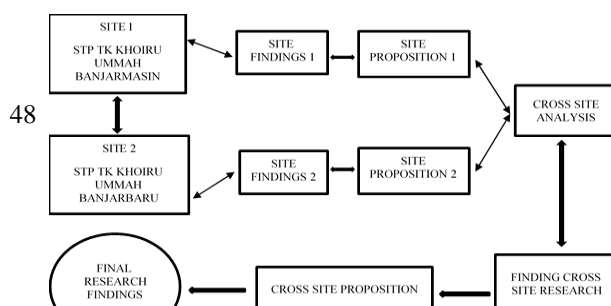 SITE 1
STP TK KHOIRU
UMMAH
BANJARMASIN
SITE
FINDINGS 1
SITE
PROPOSITION 1
48
CROSS SITE
ANALYSIS
SITE 2
STP TK KHOIRU
UMMAH
BANJARBARU
SITE
FINDINGS 2
SITE
PROPOSITION 2
FINAL
RESEARCH
FINDINGS
CROSS SITE PROPOSITION
FINDING CROSS
SITE RESEARCH